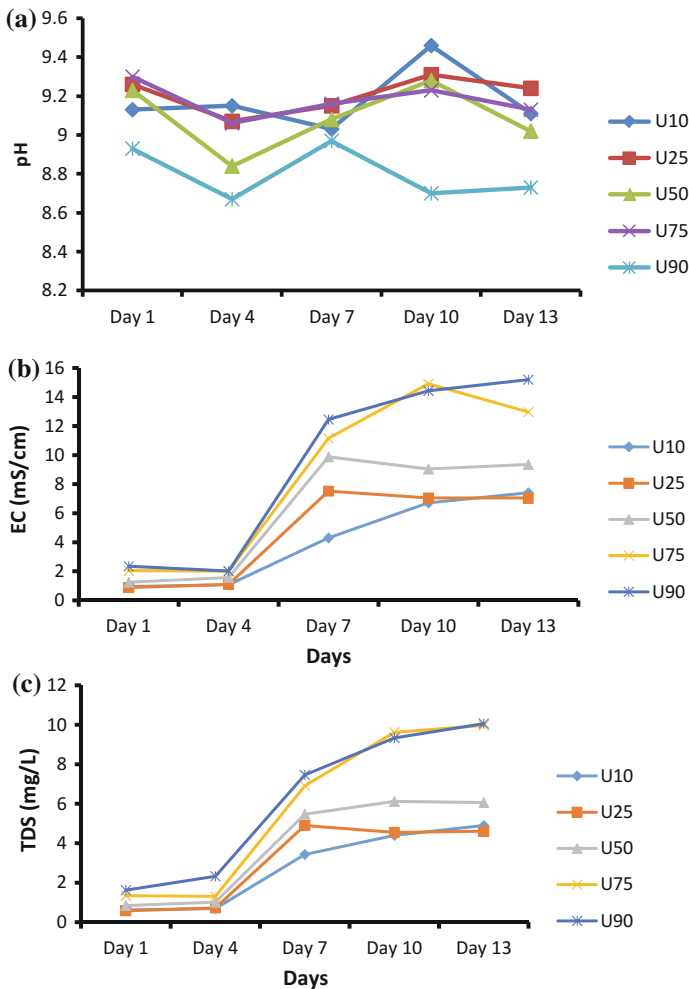 (a)
pH
9.6
9.4
9.2
9
8.8
8.6
8.4
8.2
Day 1 Day 4 Day 7 Day 10 Day 13
U10
U25
U50
U75
U90
(b)
EC (mS/cm)
16
14
12
10
8
6
4
2
0
Day 1 Day 4 Day 7 Day 10 Day 13
Days
U10
U25
U50
U75
U90
(c)
TDS (mg/L)
12
10
8
6
4
2
0
Day 1 Day 4 Day 7 Day 10 Day 13
Days
U10
U25
U50
U75
U90